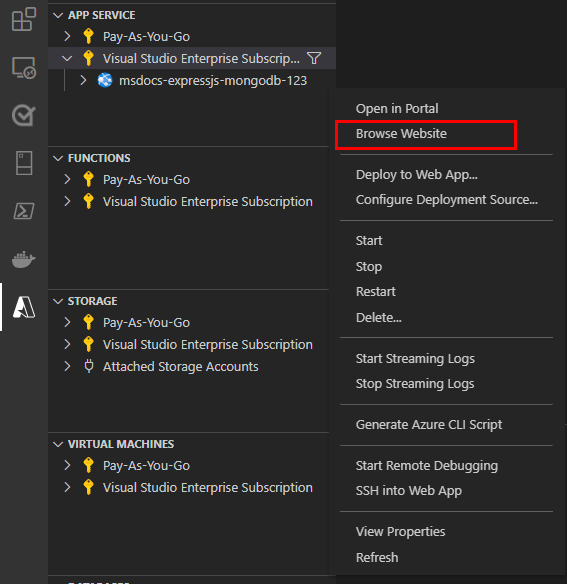 APP SERVICE
Pay-As-You-Go
Visual Studio Enterprise Subscrip...
msdocs-expressjs-mongodb-123
FUNCTIONS
Pay-As-You-Go
Visual Studio Enterprise Subscription
STORAGE
Pay-As-You-Go
Visual Studio Enterprise Subscription
Attached Storage Accounts
VIRTUAL MACHINES
Pay-As-You-Go
Visual Studio Enterprise Subscription
DATABASES
Open in Portal
Browse Website
Deploy to Web App...
Configure Deployment Source...
Start
Stop
Restart
Delete...
Start Streaming Logs
Stop Streaming Logs
Generate Azure CLI Script
Start Remote Debugging
SSH into Web App
View Properties
Refresh